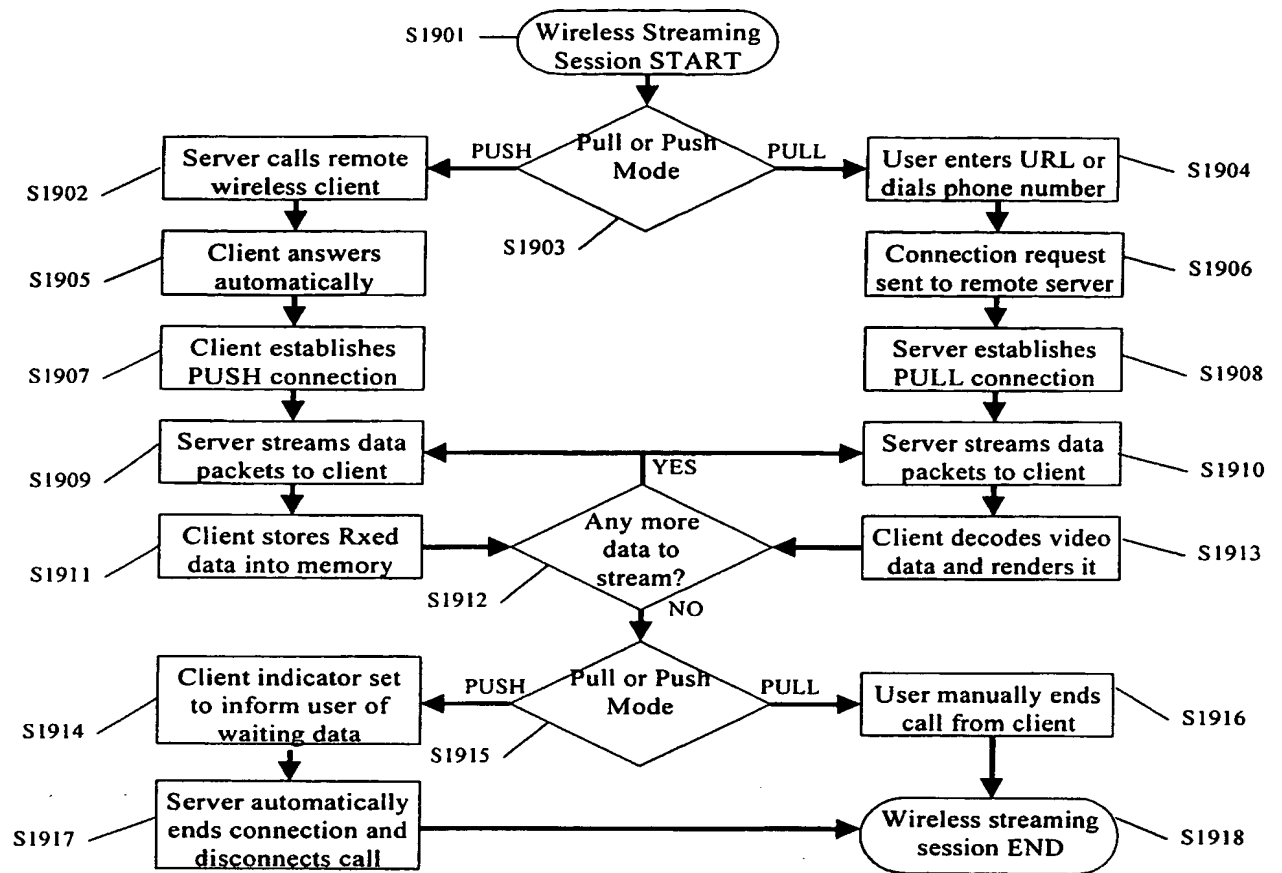 S1901
Wireless Streaming
Session START
Pull or Push
Mode
PUSH
PULL
S1903
Server calls remote
wireless client
S1902
User enters URL or
dials phone number
S1904
Client answers
automatically
S1905
Connection request
sent to remote server
S1906
Client establishes
PUSH connection
S1907
Server establishes
PULL connection
S1908
Server streams data
packets to client
S1909
YES
Server streams data
packets to client
S1910
Client stores Rxed
data into memory
S1911
Any more
data to
stream?
S1912
NO
Client decodes video
data and renders it
S1913
Client indicator set
to inform user of
waiting data
S1914
PUSH
Pull or Push
Mode
PULL
S1915
User manually ends
call from client
S1916
Server automatically
ends connection and
disconnects call
S1917
Wireless streaming
session END
S1918